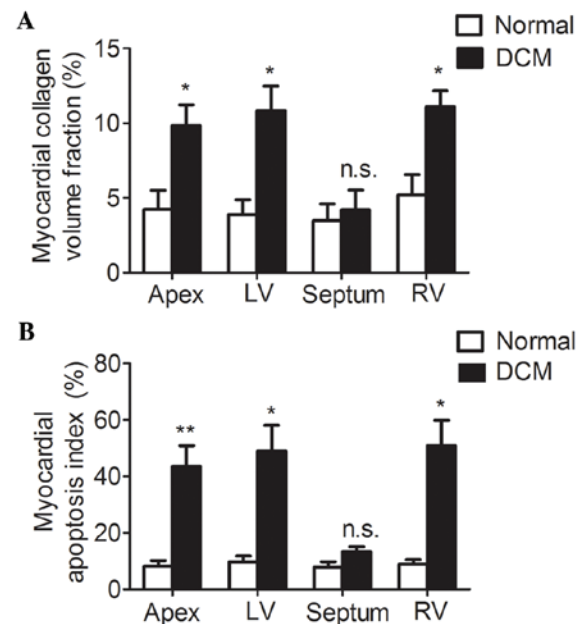 A
Normal
DCM
Myocardial collagen
volume fraction (%)
15
10
5
0
*
*
n.s.
*
Apex LV Septum RV
B
Normal
DCM
Myocardial
apoptosis index (%)
80
60
40
20
0
**
*
n.s.
*
Apex LV Septum RV